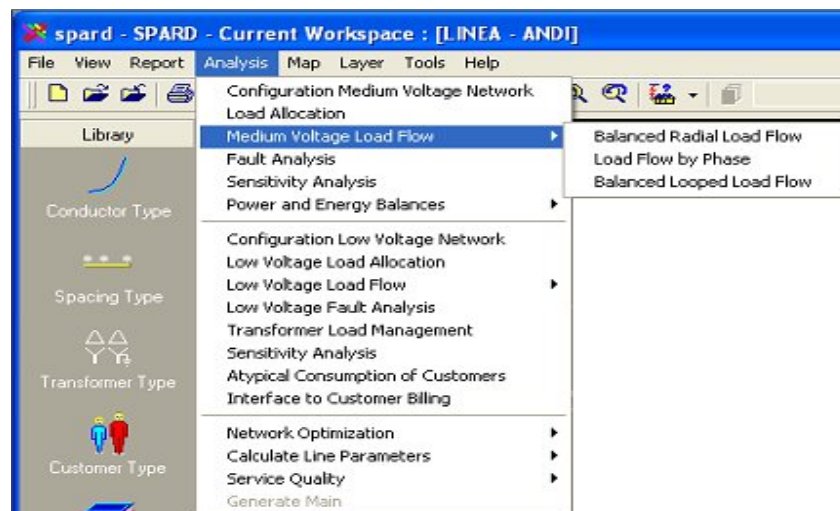 spard - SPARD - Current Workspace : [LINEA - ANDI]
File View Report Analysis Map Layer Tools Help
Library
Conductor Type
Spacing Type
Transformer Type
Customer Type
Configuration Medium Voltage Network
Load Allocation
Medium Voltage Load Flow
Fault Analysis
Sensitivity Analysis
Power and Energy Balances
Configuration Low Voltage Network
Low Voltage Load Allocation
Low Voltage Load Flow
Low Voltage Fault Analysis
Transformer Load Management
Sensitivity Analysis
Atypical Consumption of Customers
Interface to Customer Billing
Network Optimization
Calculate Line Parameters
Service Quality
Generate Main
Balanced Radial Load Flow
Load Flow by Phase
Balanced Looped Load Flow